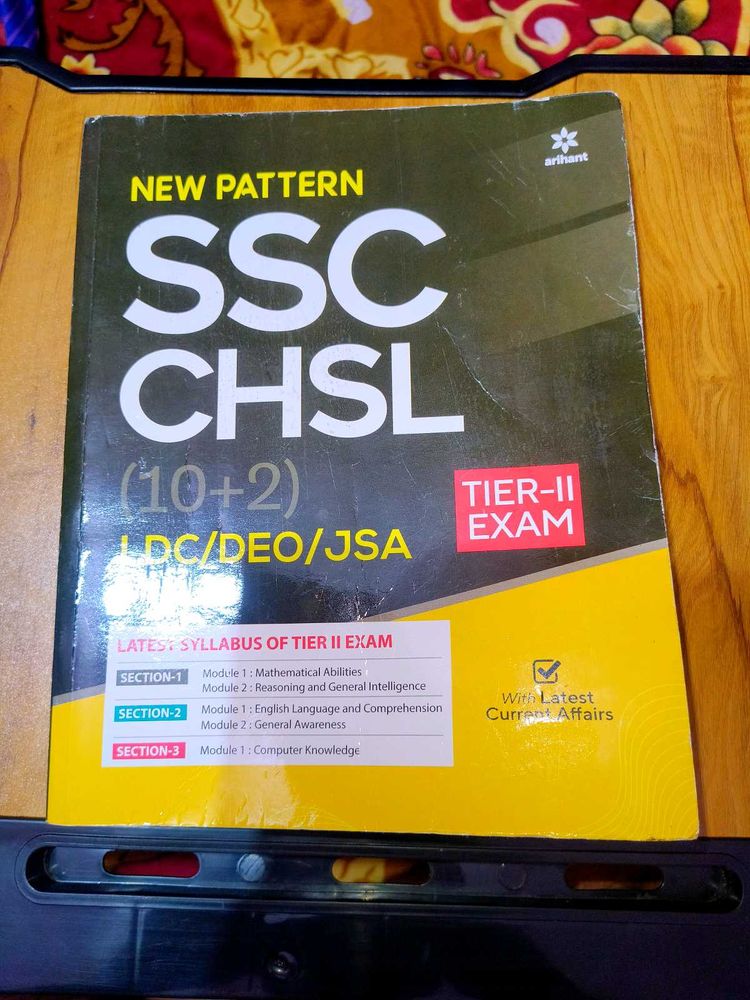 arihant
NEW PATTERN
SSC
CHSL
(10+2)
LDC/DEO/JSA
TIER-II
EXAM
LATEST SYLLABUS OF TIER II EXAM
SECTION-1
Module 1 : Mathematical Abilities
Module 2 : Reasoning and General Intelligence
SECTION-2
Module 1 : English Language and Comprehension
Module 2 : General Awareness
SECTION-3
Module 1 : Computer Knowledge
With Latest
Current Affairs